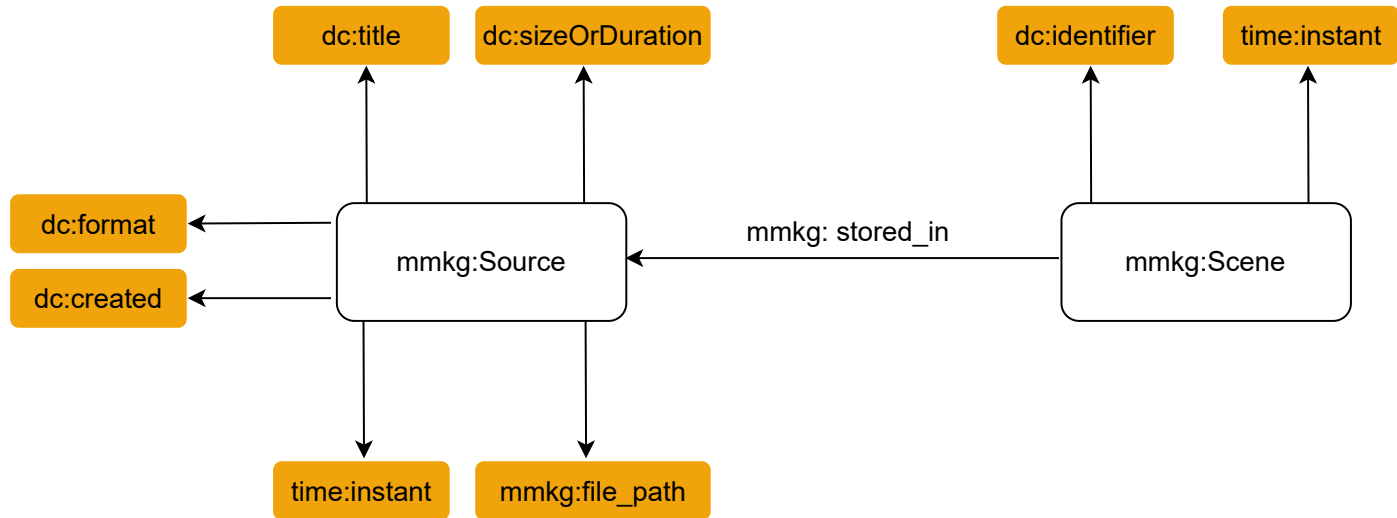 dc:title
dc:sizeOrDuration
dc:identifier
time:instant
dc:format
mmkg: stored_in
mmkg:Source
mmkg:Scene
dc:created
time:instant
mmkg:file_path